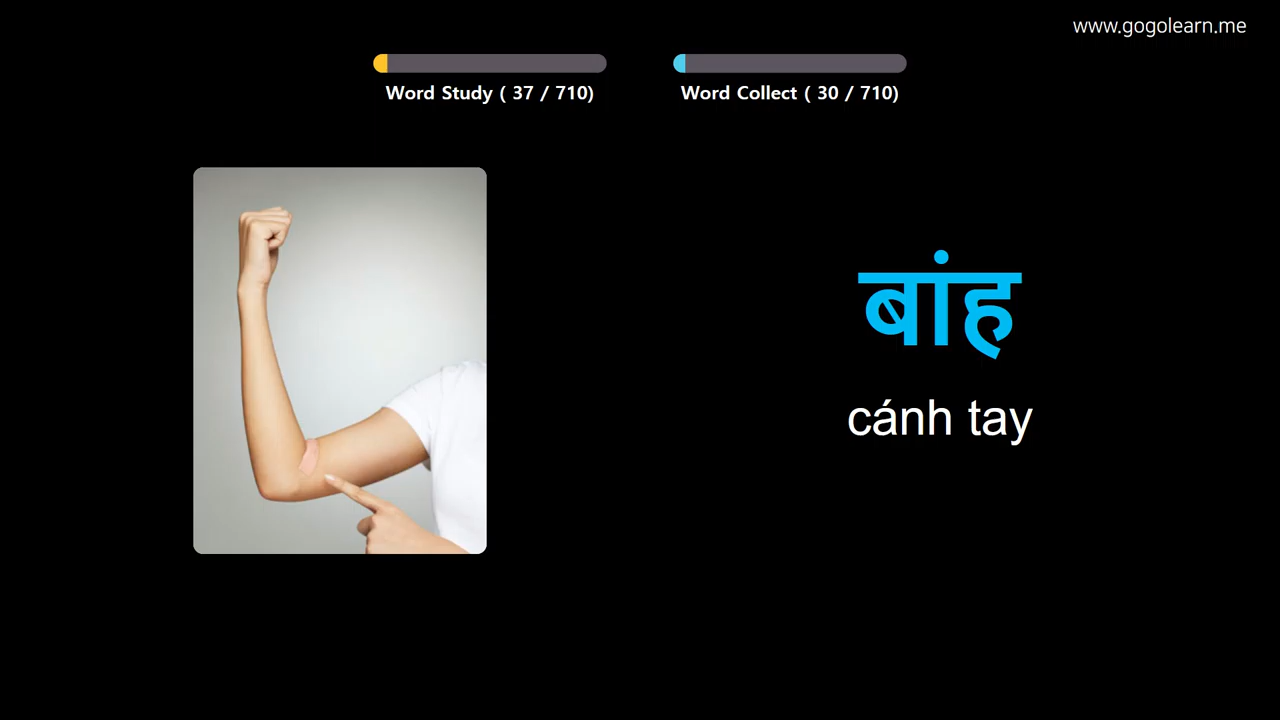 www.gogolearn.me
Word Study ( 37 / 710)
Word Collect ( 30 / 710)
बांह
cánh tay